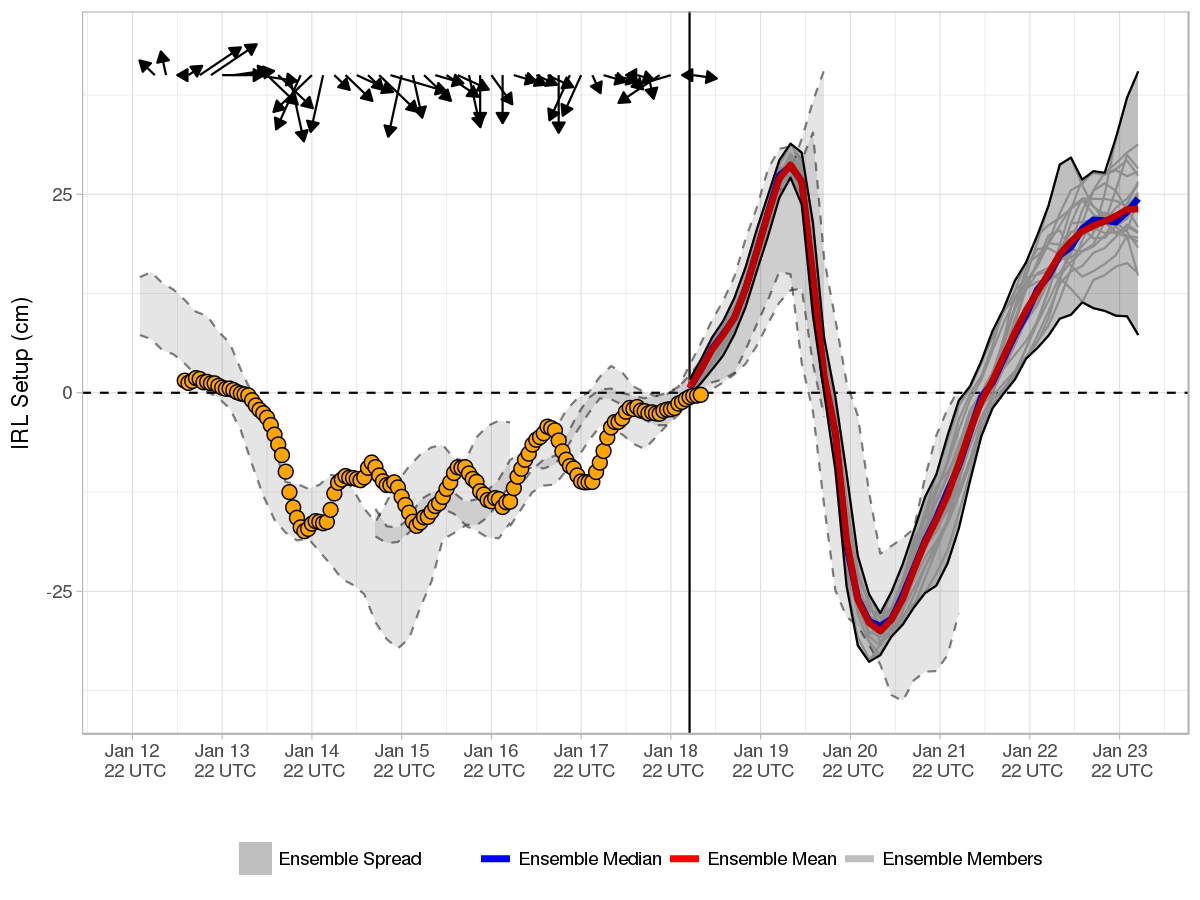 IRL Setup (cm)
25
0
-25
Jan 12 Jan 13 Jan 14 Jan 15 Jan 16 Jan 17 Jan 18 Jan 19 Jan 20 Jan 21 Jan 22 Jan 23
22 UTC 22 UTC 22 UTC 22 UTC 22 UTC 22 UTC 22 UTC 22 UTC 22 UTC 22 UTC 22 UTC 22 UTC
Ensemble Spread Ensemble Median Ensemble Mean Ensemble Members